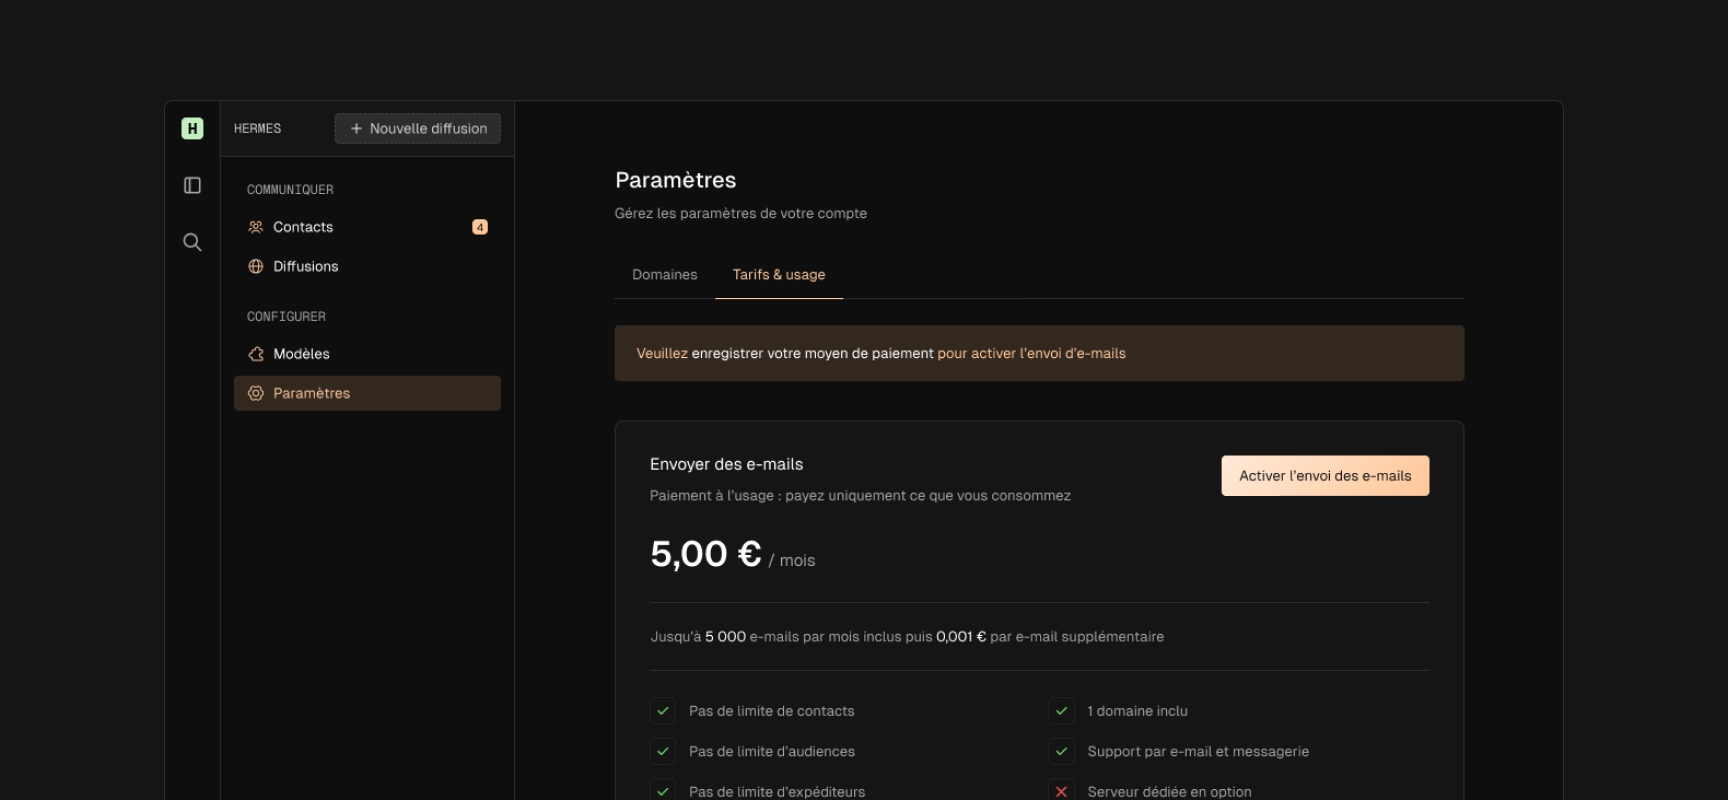 H
HERMES
+ Nouvelle diffusion
COMMUNIQUER
Contacts
4
Diffusions
CONFIGURER
Modèles
Paramètres
Paramètres
Gérez les paramètres de votre compte
Domaines
Tarifs & usage
Veuillez enregistrer votre moyen de paiement pour activer l'envoi d'e-mails
Envoyer des e-mails
Paiement à l'usage : payez uniquement ce que vous consommez
Activer l'envoi des e-mails
5,00 € / mois
Jusqu'à 5 000 e-mails par mois inclus puis 0,001 € par e-mail supplémentaire
Pas de limite de contacts
1 domaine inclu
Pas de limite d'audiences
Support par e-mail et messagerie
Pas de limite d'expéditeurs
Serveur dédiée en option